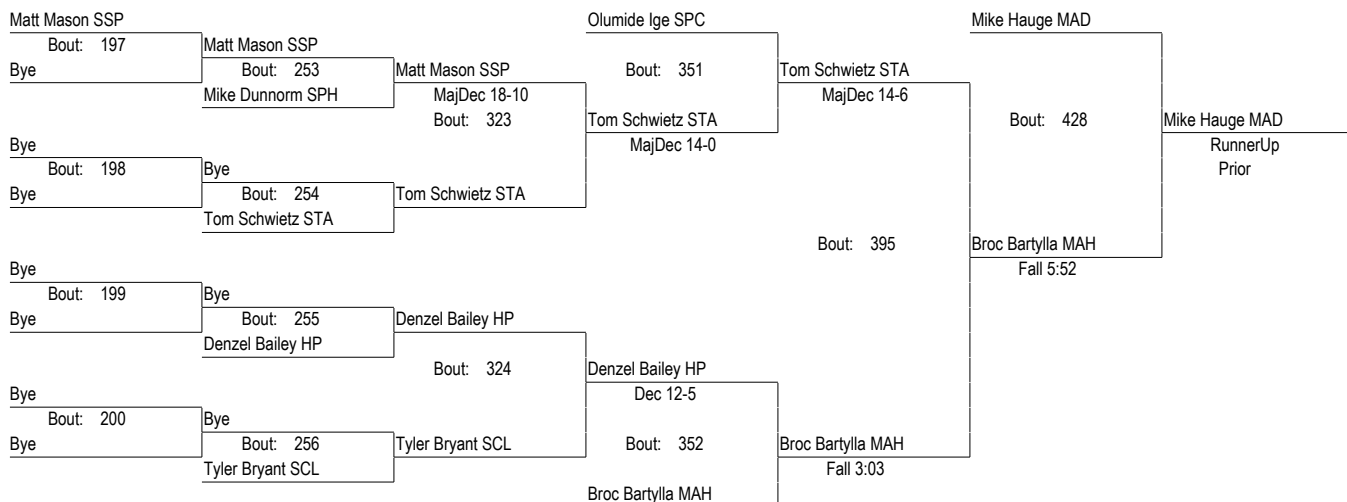 Matt Mason SSP
Olumide Ige SPC
Mike Hauge MAD
Bout: 197
Matt Mason SSP
Bye
Bout: 253
Matt Mason SSP
Bout: 351
Tom Schwietz STA
Mike Dunnorm SPH
MajDec 18-10
MajDec 14-6
Bout: 323
Tom Schwietz STA
Bout: 428
Mike Hauge MAD
Bye
MajDec 14-0
RunnerUp
Bout: 198
Bye
Prior
Bye
Bout: 254
Tom Schwietz STA
Tom Schwietz STA
Bout: 395
Broc Bartylla MAH
Bye
Fall 5:52
Bout: 199
Bye
Bye
Bout: 255
Denzel Bailey HP
Denzel Bailey HP
Bout: 324
Denzel Bailey HP
Bye
Dec 12-5
Bout: 200
Bye
Bye
Bout: 256
Tyler Bryant SCL
Bout: 352
Broc Bartylla MAH
Tyler Bryant SCL
Fall 3:03
Broc Bartylla MAH